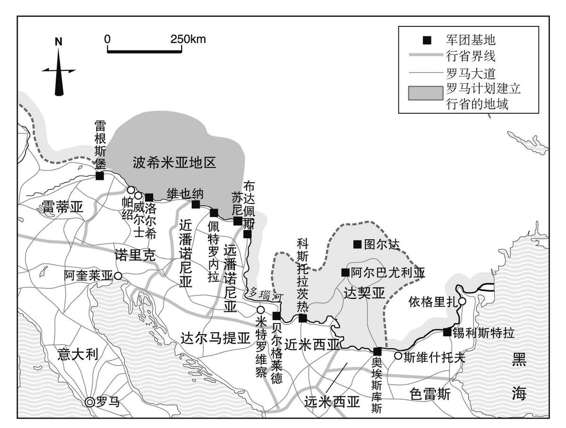 N
0 250km
军团基地
行省界线
罗马大道
罗马计划建立
行省的地域
雷根斯堡
波希米亚地区
雷蒂亚
帕绍
威尔士
洛尔希
维也纳
苏尼
布达佩斯
诺里克
近潘诺尼亚
佩特罗内拉
远潘诺尼亚
科斯托拉茨热
图尔达
阿尔巴尤利亚
达契亚
阿奎莱亚
多瑙河
依格里扎
达尔马提亚
米特罗维察
贝尔格莱德
近米西亚
锡利斯特拉
意大利
奥埃斯库斯
斯维什托夫
黑海
罗马
远米西亚
色雷斯